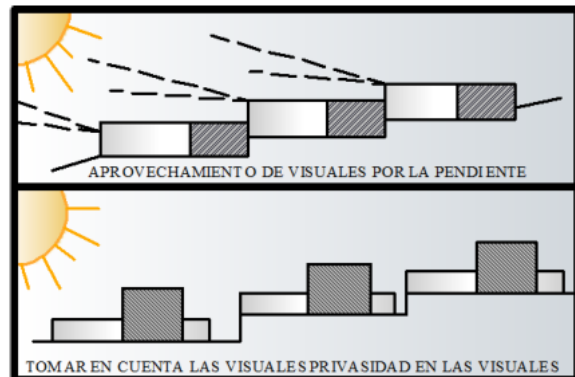 APROVECHAMIENTO DE VISUALES POR LA PENDIENTE
TOMAR EN CUENTA LAS VISUALES PRIVASIDAD EN LAS VISUALES